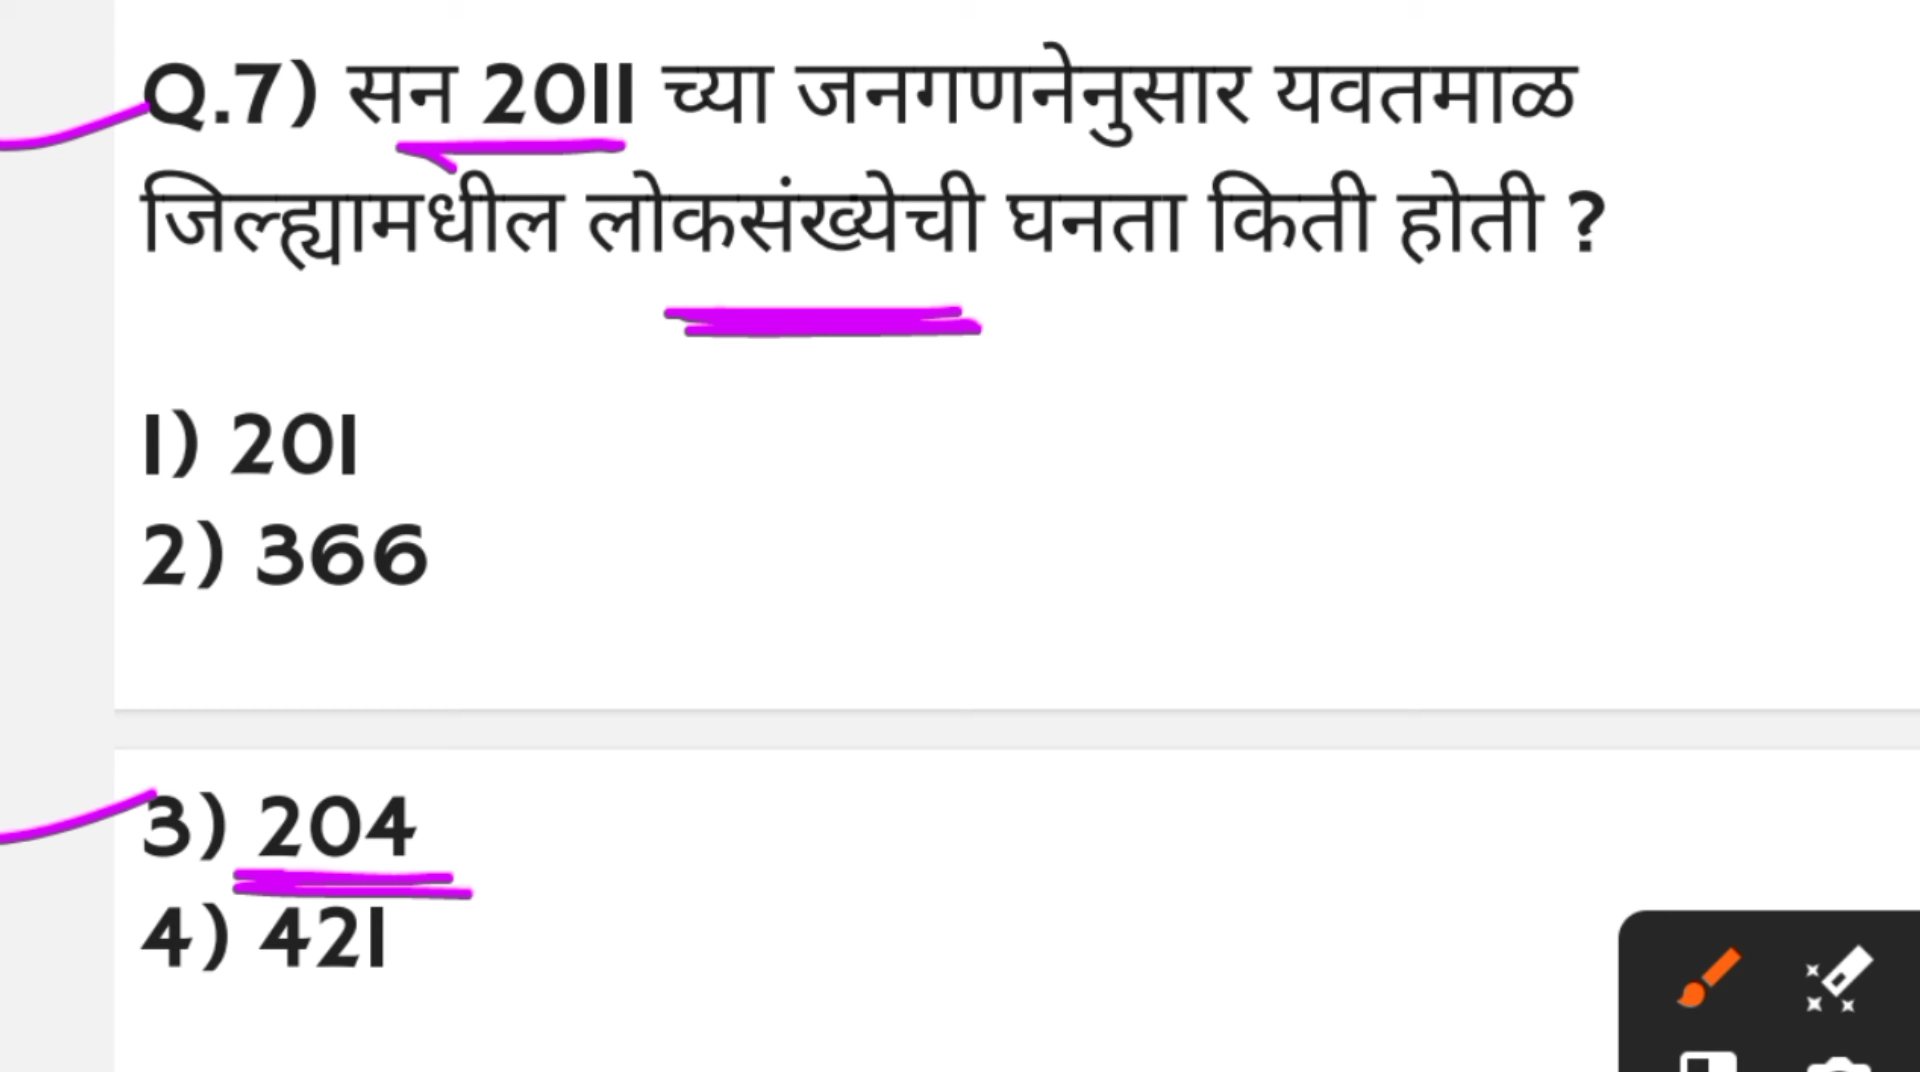 Q.7) सन 2011 च्या जनगणनेनुसार यवतमाळ
जिल्ह्यामधील लोकसंख्येची घनता किती होती ?
1) 201
2) 366
3) 204
4) 421